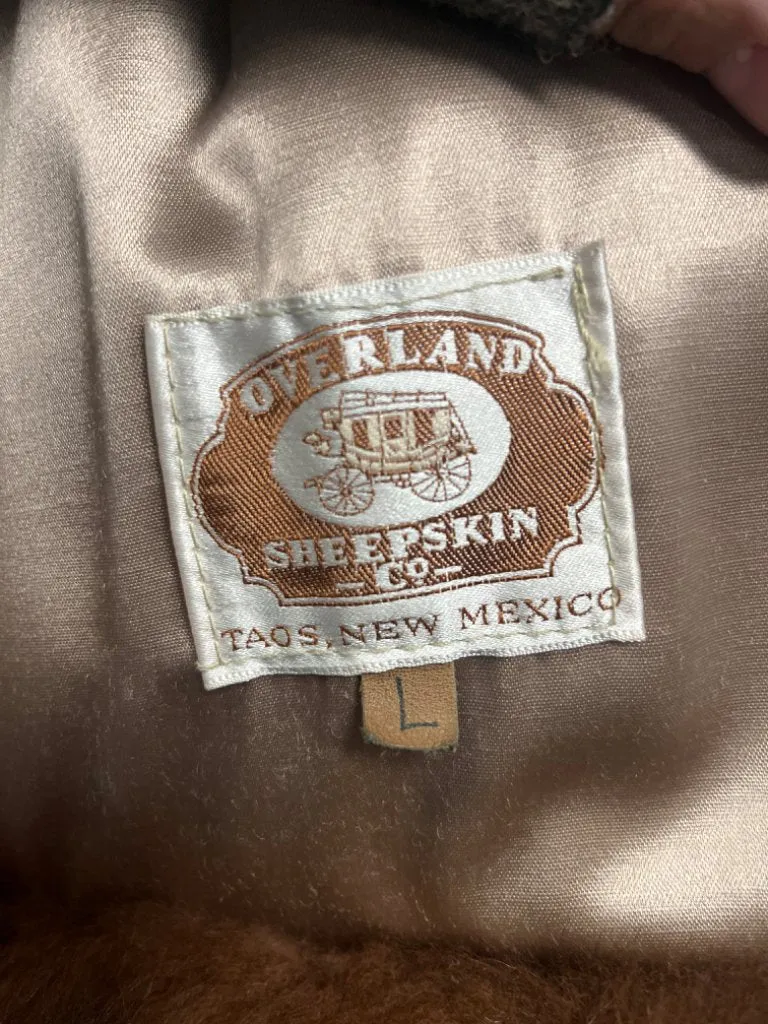 OVERLAND
SHEEPSKIN
-CO-
TAOS, NEW MEXICO
L